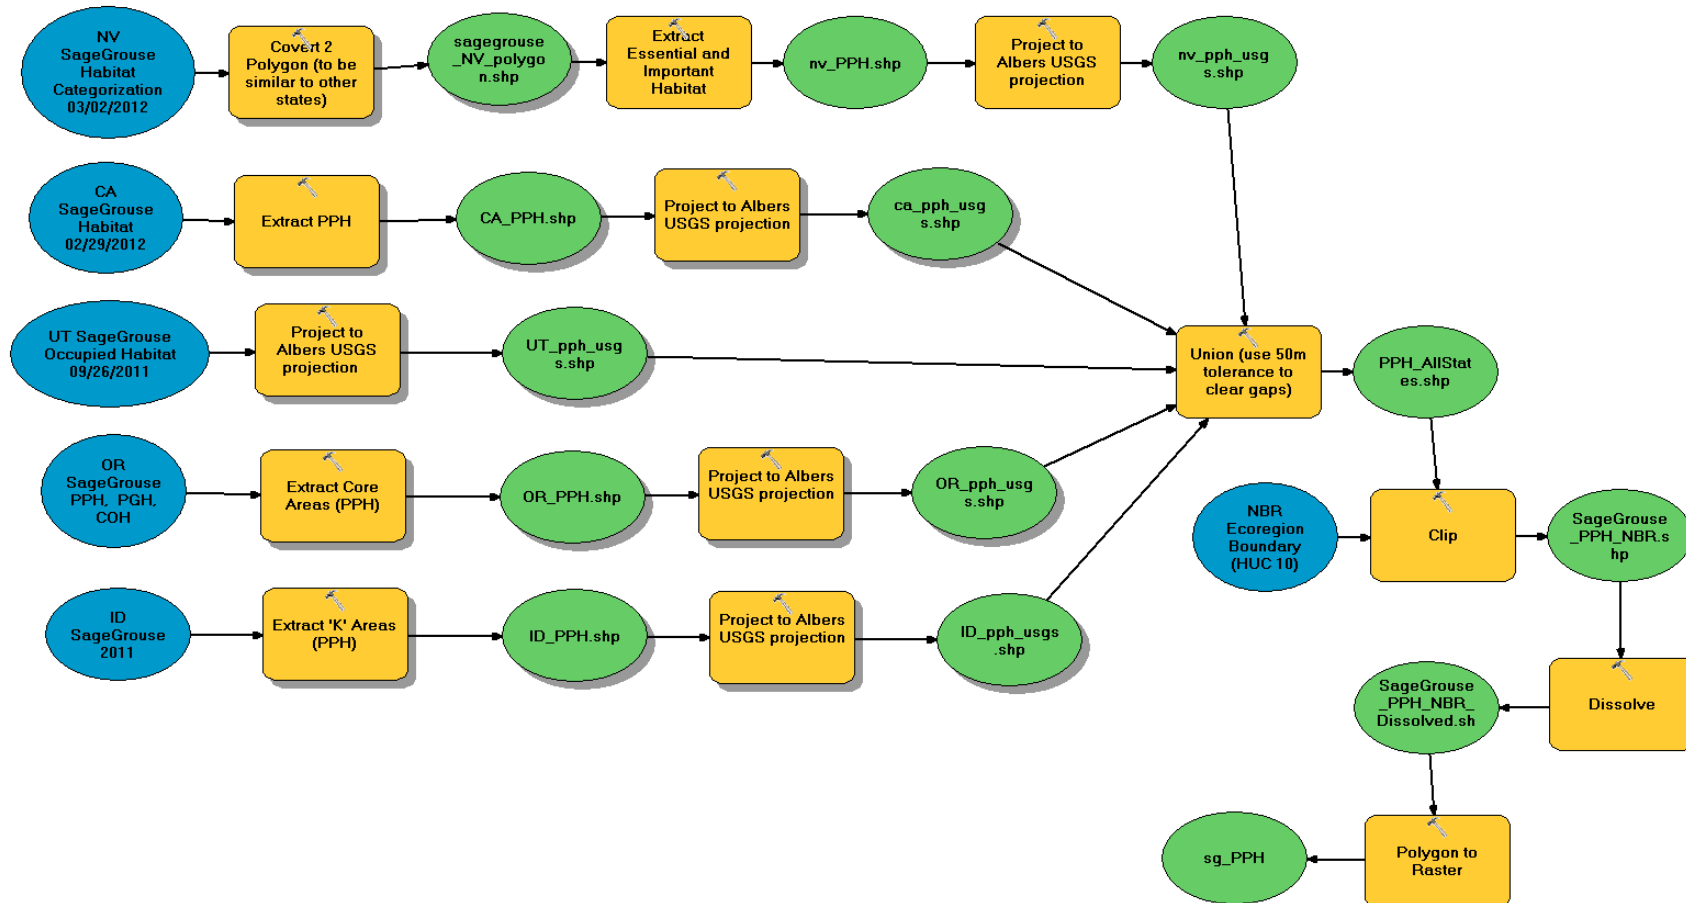 NV
SageGrouse
Habitat
Categorization
03/02/2012
Covert 2
Polygon (to be
similar to other
states)
sagegrouse
_NV_polygo
n.shp
Extract
Essential and
Important
Habitat
nv_PPH.shp
Project to
Albers USGS
projection
nv_pph_usg
s.shp
CA
SageGrouse
Habitat
02/29/2012
Extract PPH
CA_PPH.shp
Project to Albers
USGS projection
ca_pph_usg
s.shp
UT SageGrouse
Occupied Habitat
09/26/2011
Project to
Albers USGS
projection
UT_pph_usg
s.shp
Union (use 50m
tolerance to
clear gaps)
PPH_AllStat
es.shp
OR
SageGrouse
PPH, PGH,
COH
Extract Core
Areas (PPH)
OR_PPH.shp
Project to Albers
USGS projection
OR_pph_usg
s.shp
NBR
Ecoregion
Boundary
(HUC 10)
Clip
SageGrouse
_PPH_NBR.s
hp
ID
SageGrouse
2011
Extract 'K' Areas
(PPH)
ID_PPH.shp
Project to Albers
USGS projection
ID_pph_usgs
.shp
Dissolve
SageGrouse
_PPH_NBR_
Dissolved.sh
Polygon to
Raster
sg_PPH